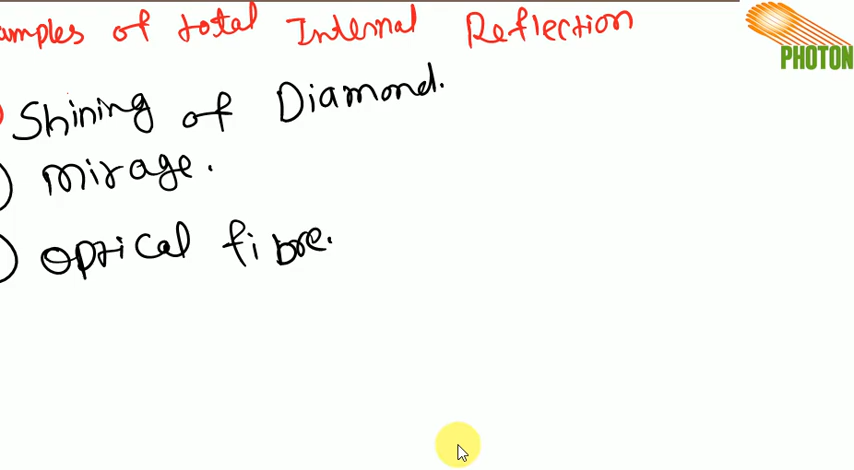 amples of total Internal Reflection
PHOTON
Shining of Diamond.
mirage.
optical fibre.